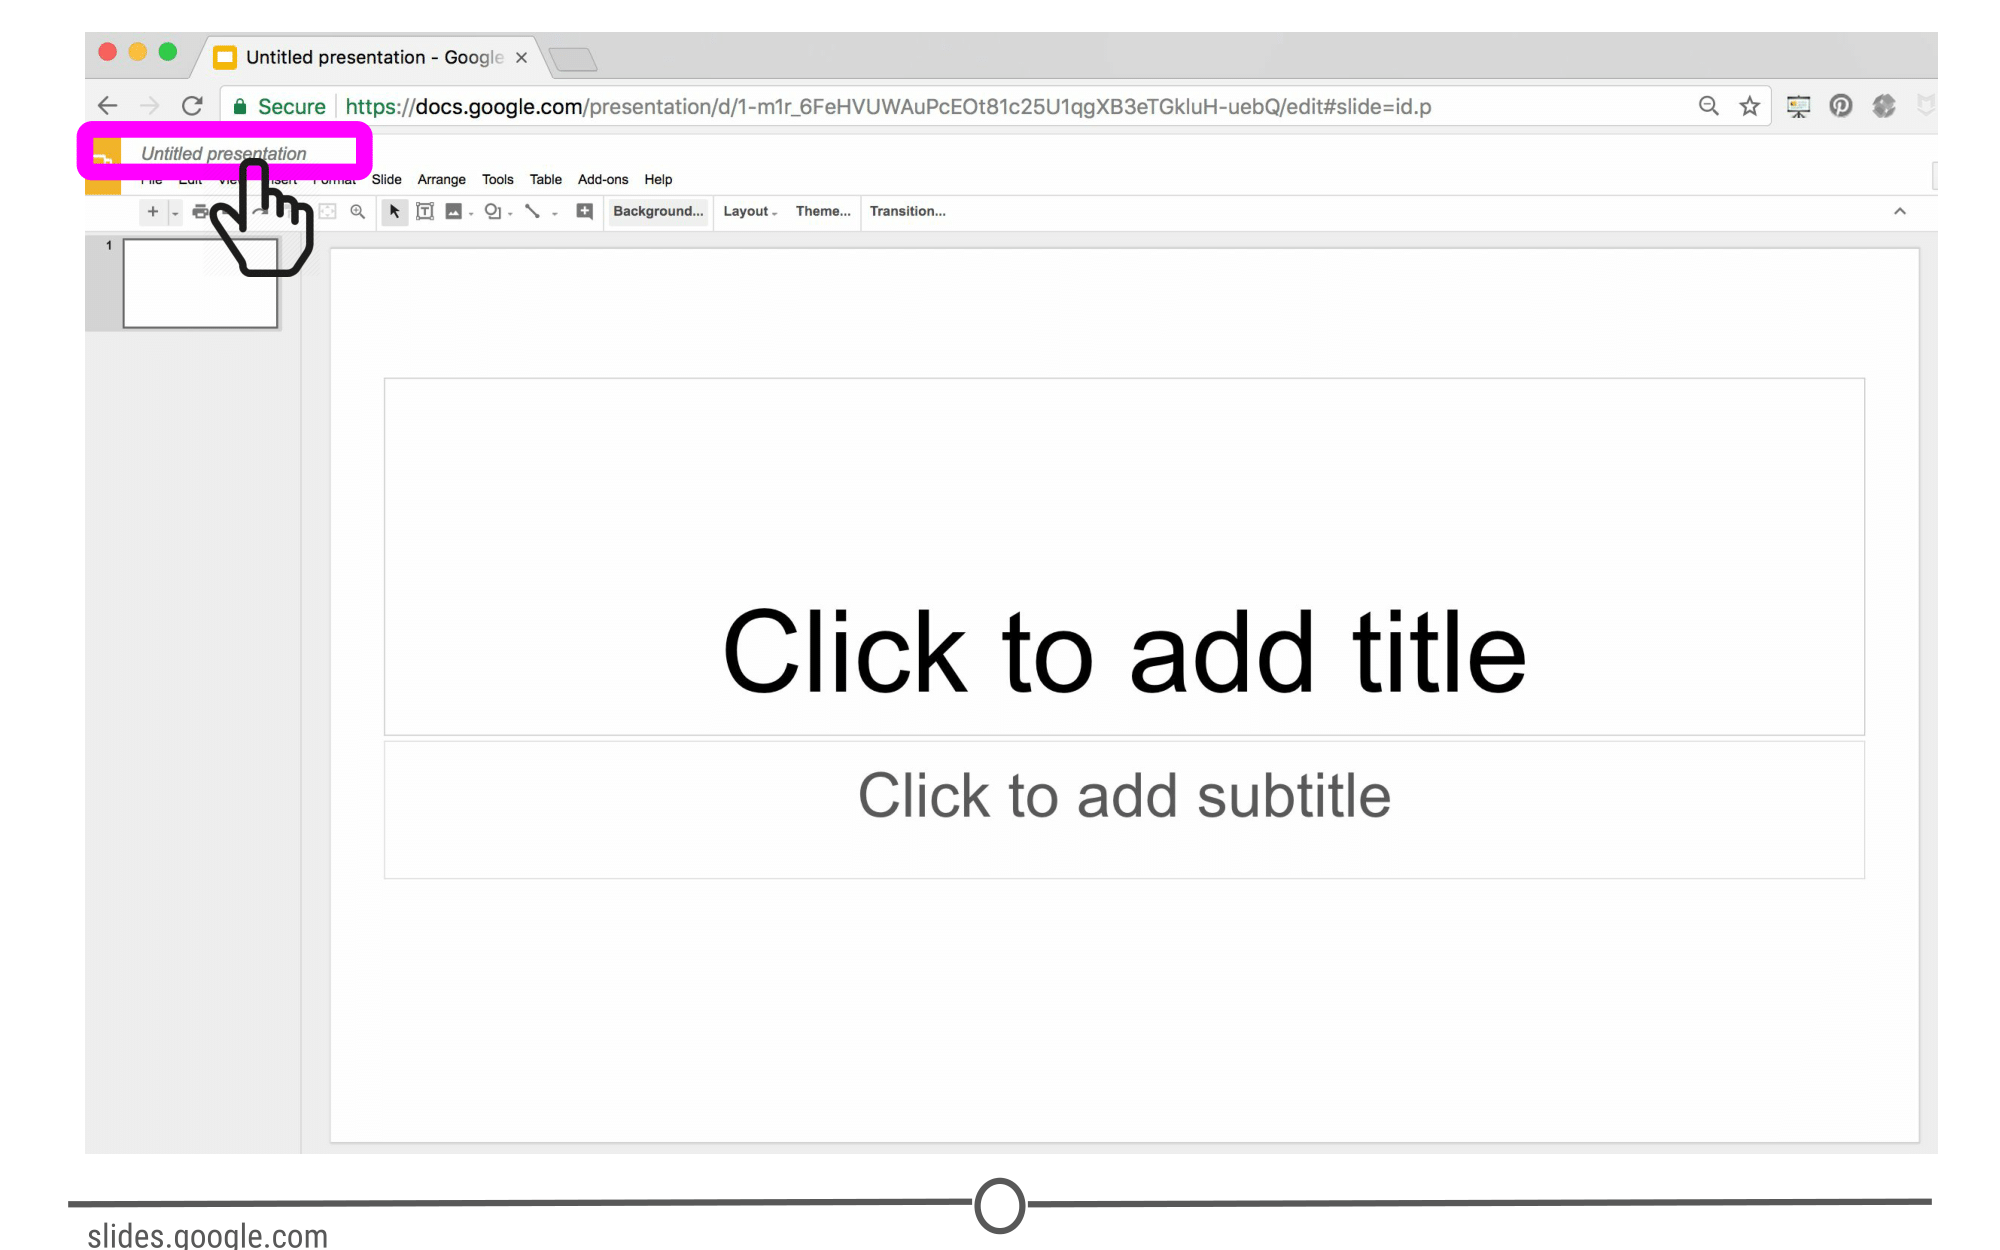 Untitled presentation - Google
Secure https://docs.google.com/presentation/d/1-m1r_6FeHVUWAuPcEOt81c25U1qgXB3eTGkluH-uebQ/edit#slide=id.p
Untitled presentation
File Edit View Insert Format Slide Arrange Tools Table Add-ons Help
Background... Layout Theme... Transition...
1
Click to add title
Click to add subtitle
slides.google.com